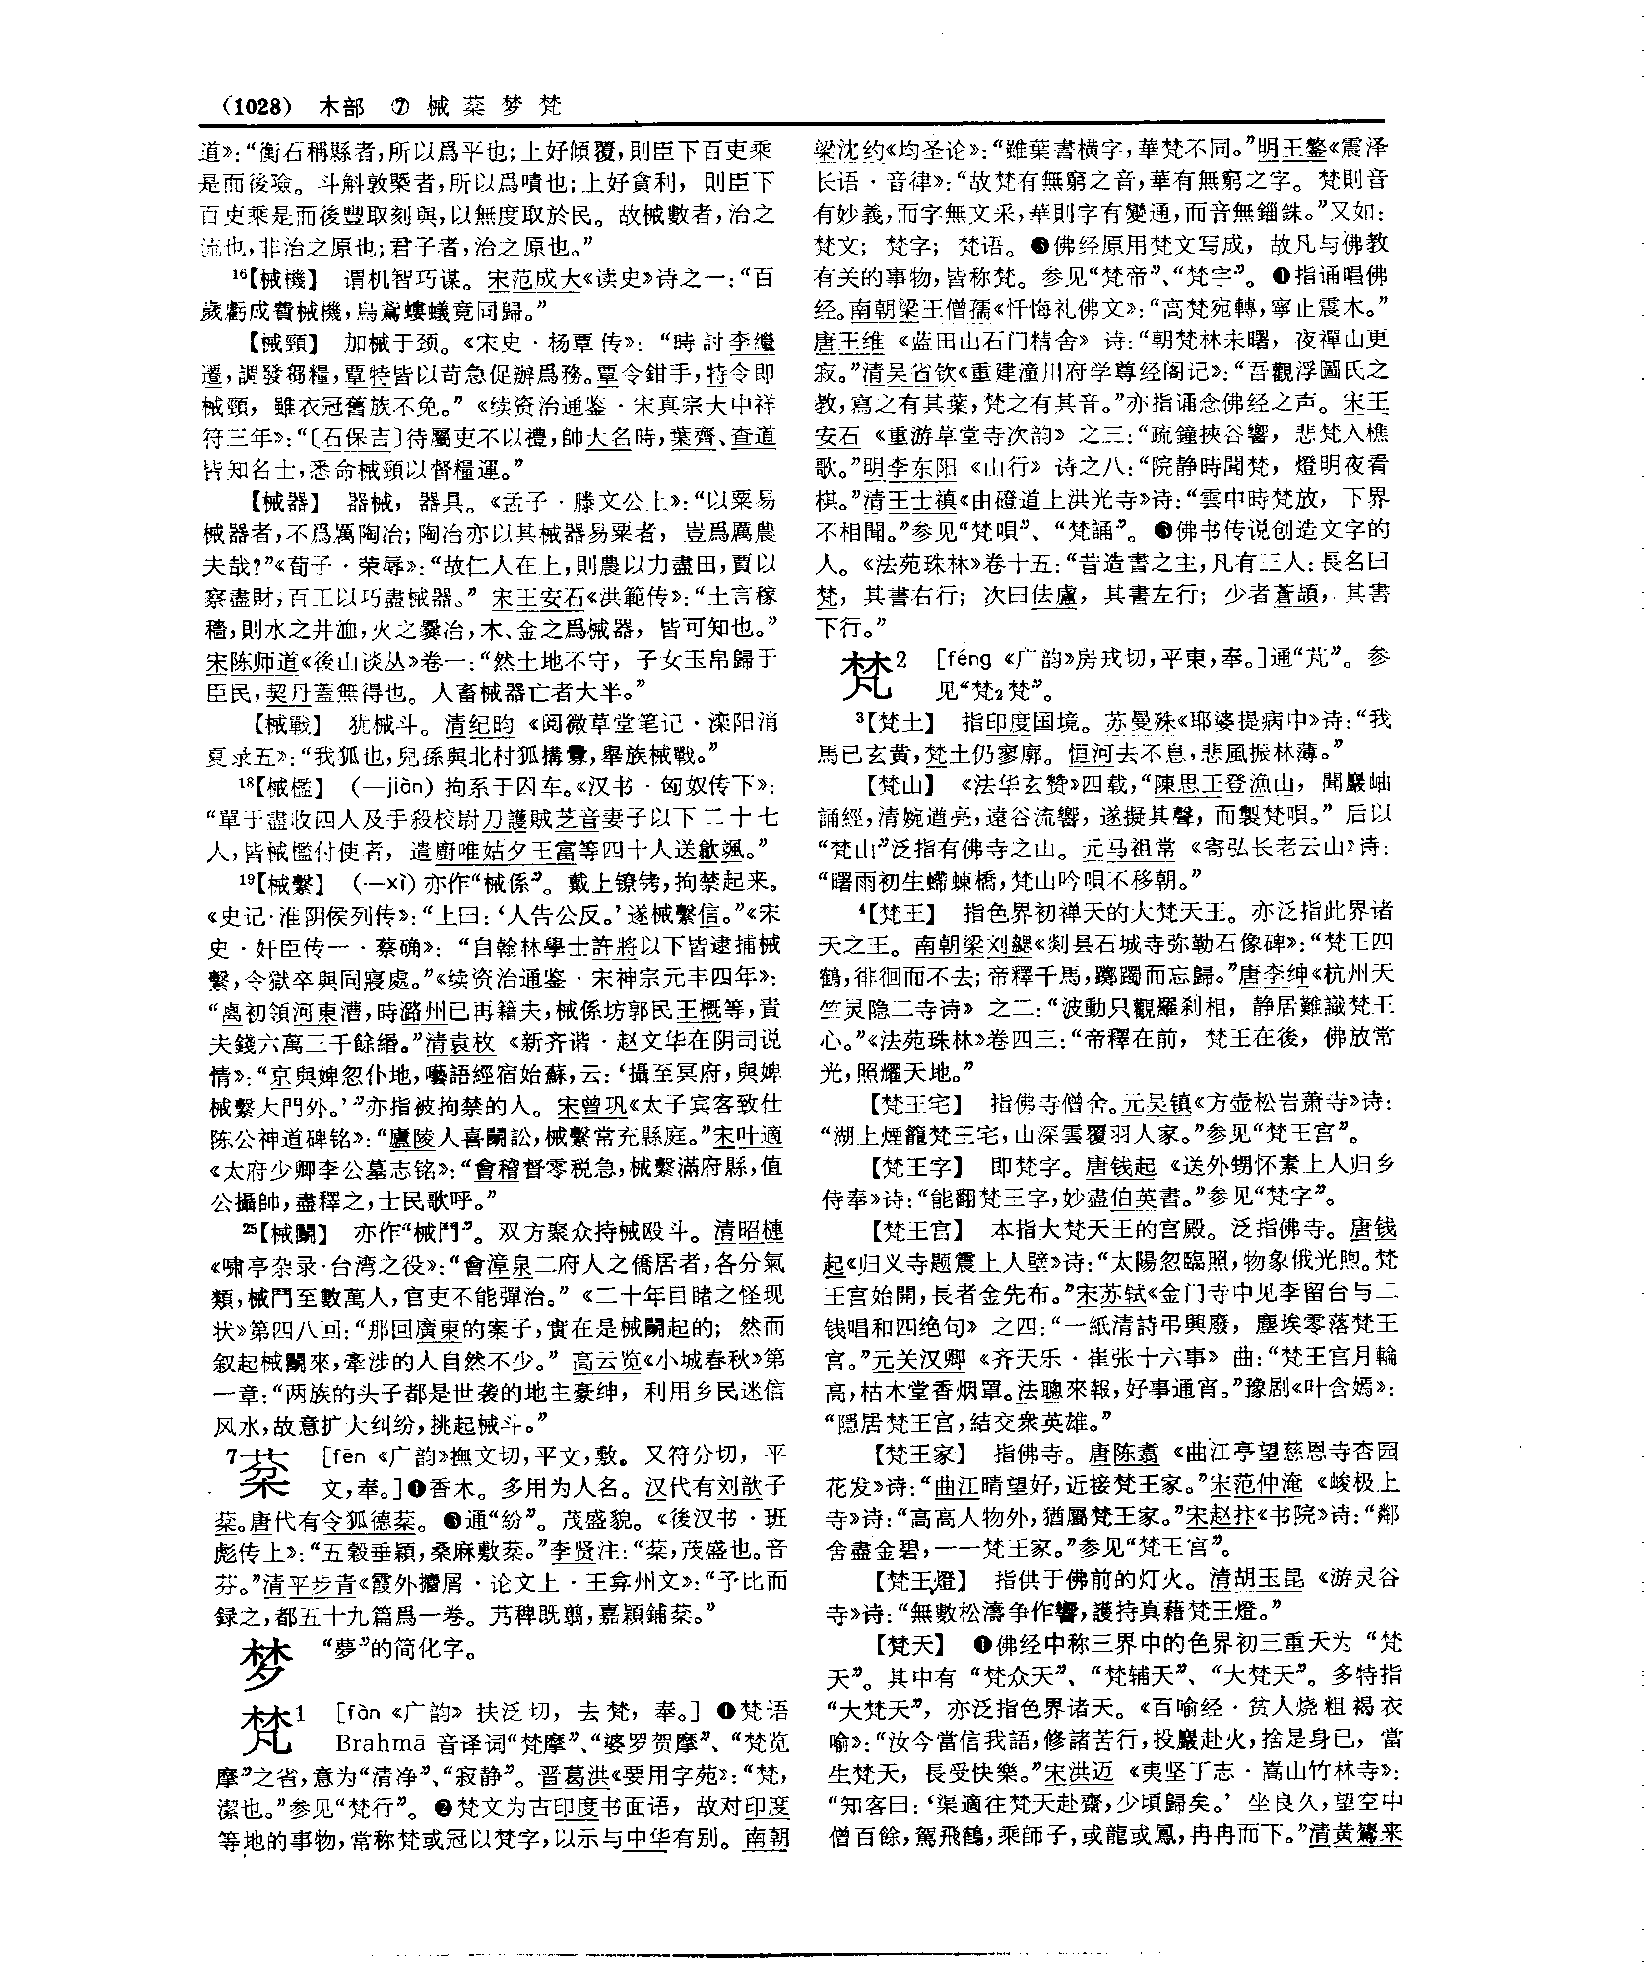 (1028) 木部 ⑦ 械 棻 梦 梵
道》：“衡石稱縣者，所以爲平也；上好傾覆，則臣下百吏乘
是而後險。斗斛敦槩者，所以爲嘖也；上好貪利，則臣下
百吏乘是而後豐取刻與，以無度取於民。故械數者，治之
流也，非治之原也；君子者，治之原也。”
16【械機】 谓机智巧谋。宋范成大《读史》诗之一：“百
歲虧成費械機，烏鳶螻蟻竟同歸。”
【械頸】 加械于颈。《宋史·杨覃传》：“時討李繼
遷，調發芻糧，覃特皆以苛急促辦爲務。覃令鉗手，特令即
械頸，雖衣冠舊族不免。”《续资治通鉴·宋真宗大中祥
符三年》：“〔石保吉〕待屬吏不以禮，帥大名時，葉齊、查道
皆知名士，悉命械頸以督糧運。”
【械器】 器械，器具。《孟子·滕文公上》：“以粟易
械器者，不爲厲陶冶；陶冶亦以其械器易粟者，豈爲厲農
夫哉？”《荀子·荣辱》：“故仁人在上，則農以力盡田，賈以
察盡財，百工以巧盡械器。”宋王安石《洪範传》：“土言稼
穡，則水之井洫，火之爨冶，木、金之爲械器，皆可知也。”
宋陈师道《後山谈丛》卷一：“然土地不守，子女玉帛歸于
臣民，契丹蓋無得也。人畜械器亡者大半。”
【械戰】 犹械斗。清纪昀《阅微草堂笔记·滦阳消
夏录五》：“我狐也，兒孫與北村狐搆釁，舉族械戰。”
18【械檻】 （—jiàn）拘系于囚车。《汉书·匈奴传下》：
“單于盡收四人及手殺校尉刀護賊芝音妻子以下二十七
人，皆械檻付使者，遣廚唯姑夕王富等四十人送歙颯。”
19【械繫】 （—xì）亦作“械係”。戴上镣铐，拘禁起来。
《史记·淮阴侯列传》：“上曰：‘人告公反。’遂械繫信。”《宋
史·奸臣传一·蔡确》：“自翰林學士許將以下皆逮捕械
繫，令獄卒與同寢處。”《续资治通鉴·宋神宗元丰四年》：
“卨初領河東漕，時潞州已再籍夫，械係坊郭民王概等，責
夫錢六萬二千餘緡。”清袁枚《新齐谐·赵文华在阴司说
情》：“京與婢忽仆地，囈語經宿始蘇，云：‘攝至冥府，與婢
械繫大門外。’”亦指被拘禁的人。宋曾巩《太子宾客致仕
陈公神道碑铭》：“廬陵人喜鬭訟，械繫常充縣庭。”宋叶適
《太府少卿李公墓志铭》：“會稽督零税急，械繫滿府縣，值
公攝帥，盡釋之，士民歌呼。”
25【械鬭】 亦作“械鬥”。双方聚众持械殴斗。清昭槤
《啸亭杂录·台湾之役》：“會漳泉二府人之僑居者，各分氣
類，械鬥至數萬人，官吏不能彈治。”《二十年目睹之怪现
状》第四八回：“那回廣東的案子，實在是械鬭起的；然而
叙起械鬭來，牽涉的人自然不少。”高云览《小城春秋》第
一章：“两族的头子都是世袭的地主豪绅，利用乡民迷信
风水，故意扩大纠纷，挑起械斗。”
7棻 [fēn《广韵》撫文切，平文，敷。又符分切，平
文，奉。]❶香木。多用为人名。汉代有刘歆子
棻。唐代有令狐德棻。❷通“紛”。茂盛貌。《後汉书·班
彪传上》：“五穀垂穎，桑麻敷棻。”李贤注：“棻，茂盛也。音
芬。”清平步青《霞外攟屑·论文上·王弇州文》：“予比而
録之，都五十九篇爲一卷。艿稗既翦，嘉穎鋪棻。”
梦 “夢”的简化字。
梵1 [fàn《广韵》扶泛切，去梵，奉。]❶梵语
Brahmā 音译词“梵摩”、“婆罗贺摩”、“梵览
摩”之省，意为“清净”、“寂静”。晋葛洪《要用字苑》：“梵，
潔也。”参见“梵行”。❷梵文为古印度书面语，故对印度
等地的事物，常称梵或冠以梵字，以示与中华有别。南朝
梁沈约《均圣论》：“雖葉書横字，華梵不同。”明王鏊《震泽
长语·音律》：“故梵有無窮之音，華有無窮之字。梵則音
有妙義，而字無文采，華則字有變通，而音無錙銖。”又如：
梵文；梵字；梵语。❸佛经原用梵文写成，故凡与佛教
有关的事物，皆称梵。参见“梵帝”、“梵宇”。❹指诵唱佛
经。南朝梁王僧孺《忏悔礼佛文》：“高梵宛轉，寧止震木。”
唐王维《蓝田山石门精舍》诗：“朝梵林未曙，夜禪山更
寂。”清吴省钦《重建潼川府学尊经阁记》：“吾觀浮圖氏之
教，寫之有其葉，梵之有其音。”亦指诵念佛经之声。宋王
安石《重游草堂寺次韵》之三：“疏鐘挾谷響，悲梵入樵
歌。”明李东阳《山行》诗之八：“院静時聞梵，燈明夜看
棋。”清王士禛《由磴道上洪光寺》诗：“雲中時梵放，下界
不相聞。”参见“梵唄”、“梵誦”。❺佛书传说创造文字的
人。《法苑珠林》卷十五：“昔造書之主，凡有三人：長名曰
梵，其書右行；次曰佉盧，其書左行；少者蒼頡，其書
下行。”
梵2 [féng《广韵》房戎切，平東，奉。]通“芃”。参
见“梵2梵”。
3【梵土】 指印度国境。苏曼殊《耶婆提病中》诗：“我
馬已玄黄，梵土仍寥廓。恒河去不息，悲風振林薄。”
【梵山】 《法华玄赞》四载，“陳思王登漁山，聞巖岫
誦經，清婉遒亮，遠谷流響，遂擬其聲，而製梵唄。”后以
“梵山”泛指有佛寺之山。元马祖常《寄弘长老云山》诗：
“曙雨初生螮蝀橋，梵山吟唄不移朝。”
4【梵王】 指色界初禅天的大梵天王。亦泛指此界诸
天之王。南朝梁刘勰《剡县石城寺弥勒石像碑》：“梵王四
鶴，徘徊而不去；帝釋千馬，躑躅而忘歸。”唐李绅《杭州天
竺灵隐二寺诗》之二：“波動只觀羅刹相，静居難識梵王
心。”《法苑珠林》卷四三：“帝釋在前，梵王在後，佛放常
光，照耀天地。”
【梵王宅】 指佛寺僧舍。元吴镇《方壶松岩萧寺》诗：
“湖上煙籠梵王宅，山深雲覆羽人家。”参见“梵王宫”。
【梵王字】 即梵字。唐钱起《送外甥怀素上人归乡
侍奉》诗：“能翻梵王字，妙盡伯英書。”参见“梵字”。
【梵王宫】 本指大梵天王的宫殿。泛指佛寺。唐钱
起《归义寺题震上人壁》诗：“太陽忽臨照，物象俄光煦。梵
王宫始開，長者金先布。”宋苏轼《金门寺中见李留台与二
钱唱和四绝句》之四：“一紙清詩弔興廢，塵埃零落梵王
宫。”元关汉卿《齐天乐·崔张十六事》曲：“梵王宫月輪
高，枯木堂香烟罩。法聰來報，好事通宵。”豫剧《叶含嫣》：
“隱居梵王宫，結交衆英雄。”
【梵王家】 指佛寺。唐陈翥《曲江亭望慈恩寺杏园
花发》诗：“曲江晴望好，近接梵王家。”宋范仲淹《峻极上
寺》诗：“高高人物外，猶屬梵王家。”宋赵抃《书院》诗：“鄰
舍盡金碧，一一梵王家。”参见“梵王宫”。
【梵王燈】 指供于佛前的灯火。清胡玉昆《游灵谷
寺》诗：“無數松濤争作響，護持真藉梵王燈。”
【梵天】 ❶佛经中称三界中的色界初三重天为“梵
天”。其中有“梵众天”、“梵辅天”、“大梵天”。多特指
“大梵天”，亦泛指色界诸天。《百喻经·贫人烧粗褐衣
喻》：“汝今當信我語，修諸苦行，投巖赴火，捨是身已，當
生梵天，長受快樂。”宋洪迈《夷坚丁志·嵩山竹林寺》：
“知客曰：‘渠適往梵天赴齋，少頃歸矣。’坐良久，望空中
僧百餘，駕飛鶴，乘師子，或龍或鳳，冉冉而下。”清黄鷟来